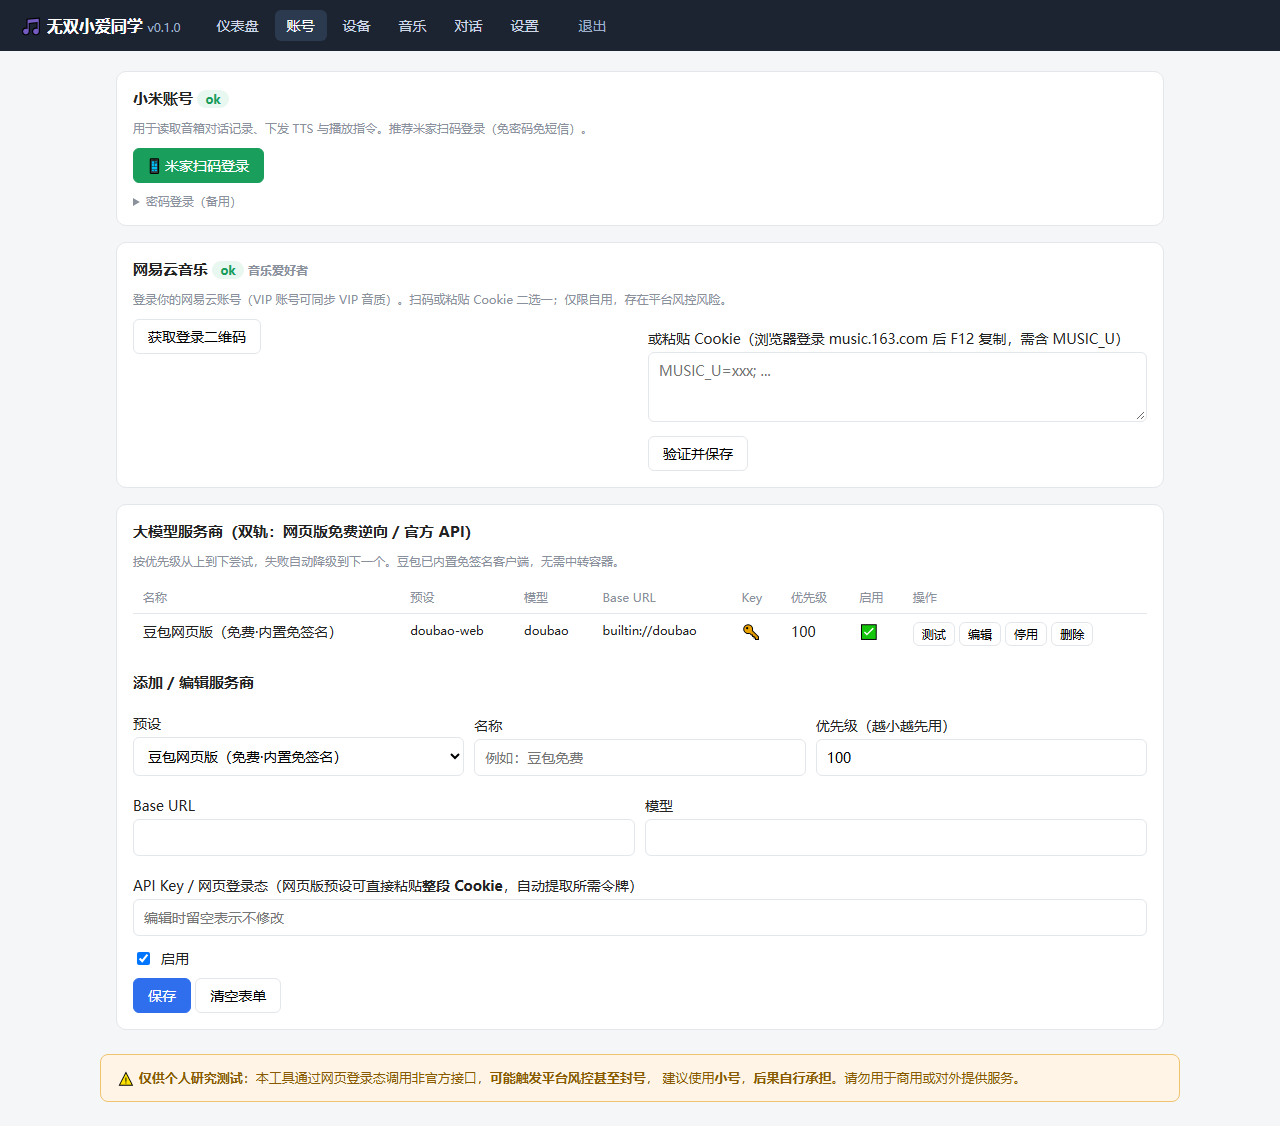 无双小爱同学 v0.1.0 仪表盘 账号 设备 音乐 对话 设置 退出
小米账号 ok
用于读取音箱对话记录、下发 TTS 与播放指令。推荐米家扫码登录（免密码免短信）。
米家扫码登录
密码登录（备用）
网易云音乐 ok 音乐爱好者
登录你的网易云账号（VIP 账号可同步 VIP 音质）。扫码或粘贴 Cookie 二选一；仅限自用，存在平台风控风险。
获取登录二维码
或粘贴 Cookie（浏览器登录 music.163.com 后 F12 复制，需含 MUSIC_U）
MUSIC_U=xxx; ...
验证并保存
大模型服务商（双轨：网页版免费逆向 / 官方 API）
按优先级从上到下尝试，失败自动降级到下一个。豆包已内置免签名客户端，无需中转容器。
名称 预设 模型 Base URL Key 优先级 启用 操作
豆包网页版（免费·内置免签名） doubao-web doubao builtin://doubao 🔑 100 ✅ 测试 编辑 停用 删除
添加 / 编辑服务商
预设 名称 优先级（越小越先用）
豆包网页版（免费·内置免签名） 例如：豆包免费 100
Base URL 模型
API Key / 网页登录态（网页版预设可直接粘贴整段 Cookie，自动提取所需令牌）
编辑时留空表示不修改
启用
保存 清空表单
⚠️ 仅供个人研究测试：本工具通过网页登录态调用非官方接口，可能触发平台风控甚至封号， 建议使用小号，后果自行承担。请勿用于商用或对外提供服务。